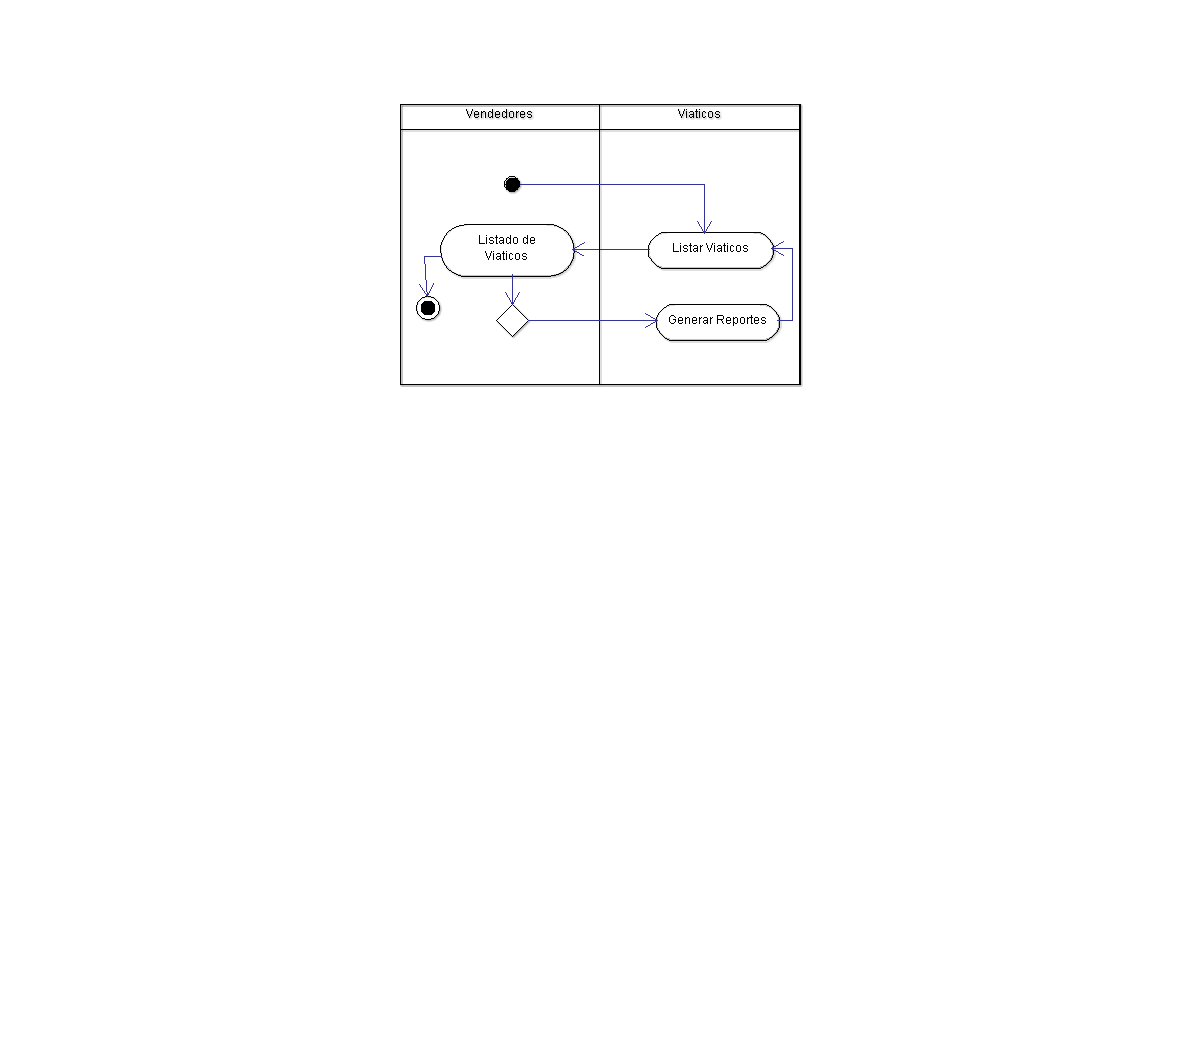 Vendedores
Viaticos
Listado de
Viaticos
Listar Viaticos
Generar Reportes